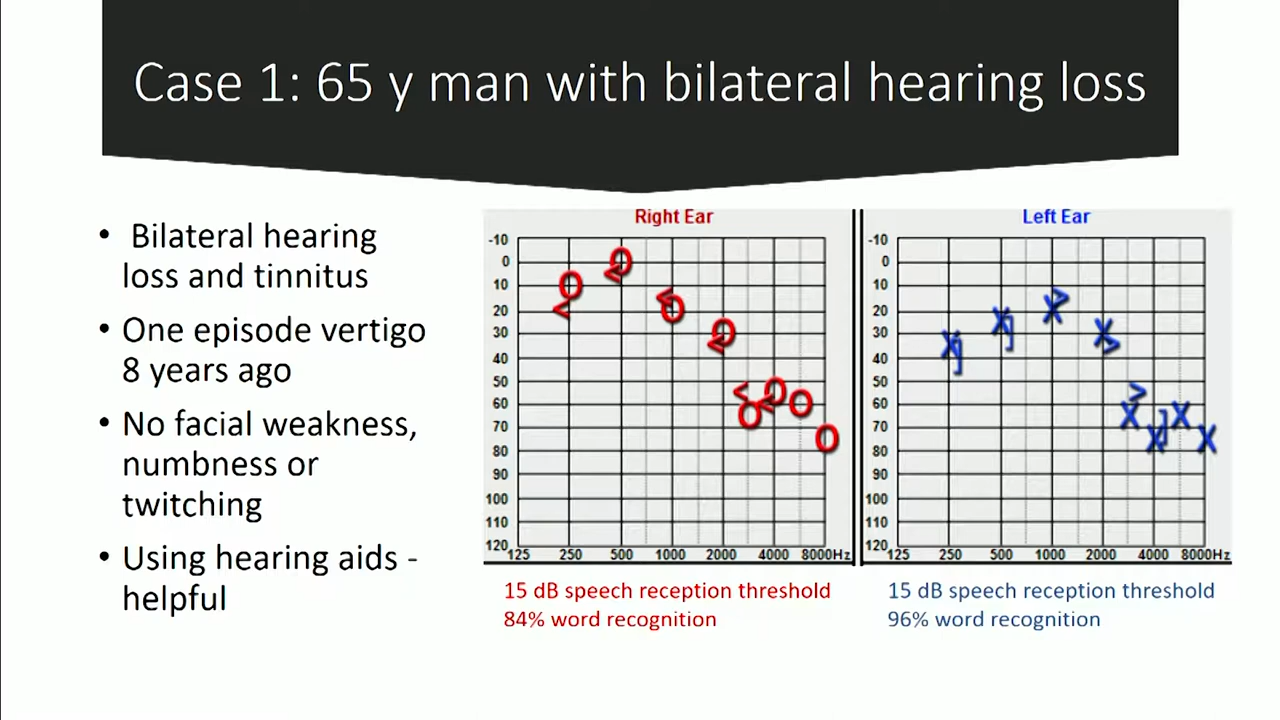 Case 1: 65 y man with bilateral hearing loss
• Bilateral hearing
loss and tinnitus
• One episode vertigo
8 years ago
• No facial weakness,
numbness or
twitching
• Using hearing aids -
helpful
Right Ear
-10
0
10
20
30
40
50
60
70
80
90
100
110
120
125 250 500 1000 2000 4000 8000Hz
15 dB speech reception threshold
84% word recognition
Left Ear
-10
0
10
20
30
40
50
60
70
80
90
100
110
120
125 250 500 1000 2000 4000 8000Hz
15 dB speech reception threshold
96% word recognition